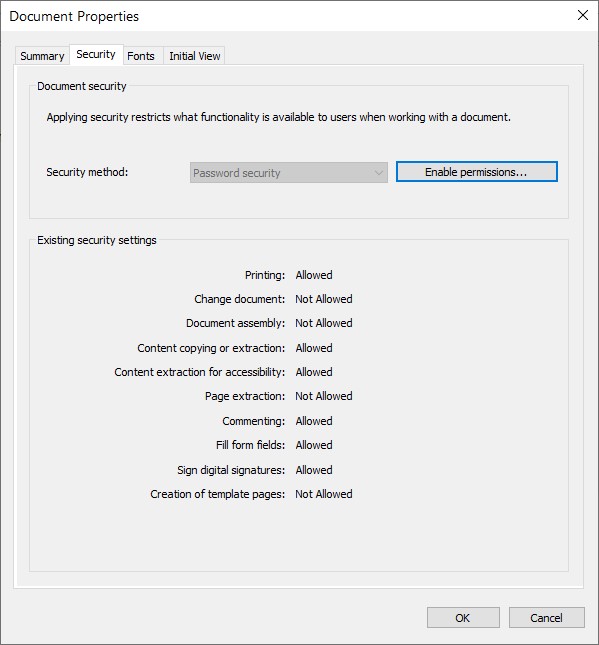 Document Properties
Summary Security Fonts Initial View
Document security
Applying security restricts what functionality is available to users when working with a document.
Security method: Password security Enable permissions...
Existing security settings
Printing: Allowed
Change document: Not Allowed
Document assembly: Not Allowed
Content copying or extraction: Allowed
Content extraction for accessibility: Allowed
Page extraction: Not Allowed
Commenting: Allowed
Fill form fields: Allowed
Sign digital signatures: Allowed
Creation of template pages: Not Allowed
OK Cancel